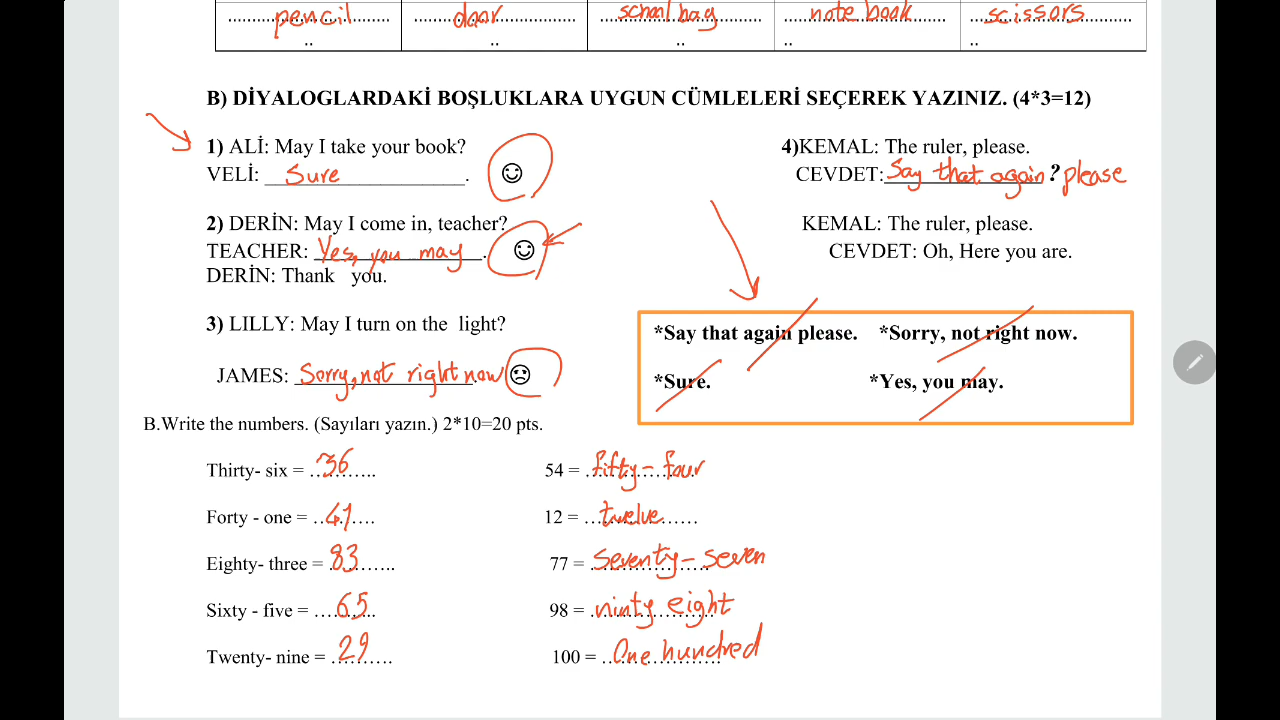 pencil door school bag note book scissors
B) DİYALOGLARDAKİ BOŞLUKLARA UYGUN CÜMLELERİ SEÇEREK YAZINIZ. (4*3=12)
1) ALİ: May I take your book?
VELİ: Sure.
2) DERİN: May I come in, teacher?
TEACHER: Yes, you may.
DERİN: Thank you.
3) LILLY: May I turn on the light?
JAMES: Sorry, not right now.
4)KEMAL: The ruler, please.
CEVDET: Say that again ? please
KEMAL: The ruler, please.
CEVDET: Oh, Here you are.
*Say that again please. *Sorry, not right now.
*Sure. *Yes, you may.
B.Write the numbers. (Sayıları yazın.) 2*10=20 pts.
Thirty- six = 36 54 = fifty-four
Forty - one = 41 12 = twelve
Eighty- three = 83 77 = seventy-seven
Sixty - five = 65 98 = ninty eight
Twenty- nine = 29 100 = One hundred